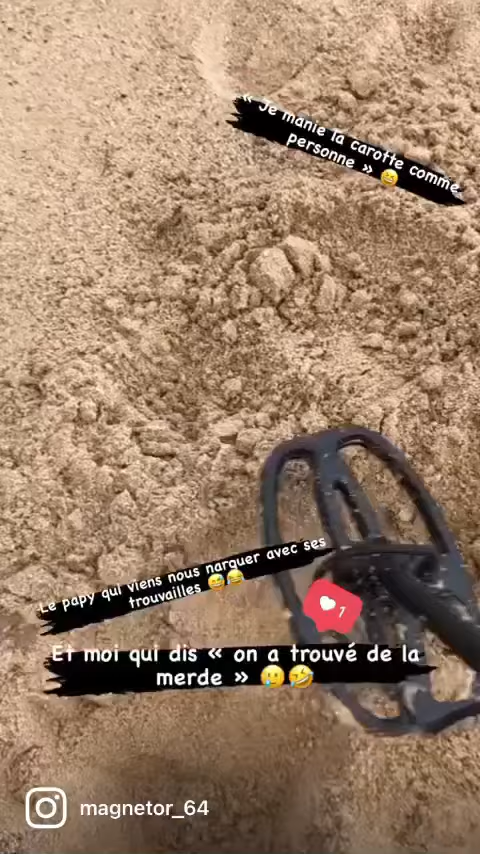 « Je manie la carotte comme
personne » 😆
Le papy qui viens nous narguer avec ses
trouvailles 😅😂
1
Et moi qui dis « on a trouvé de la
merde » 🥲🤣
magnetor_64